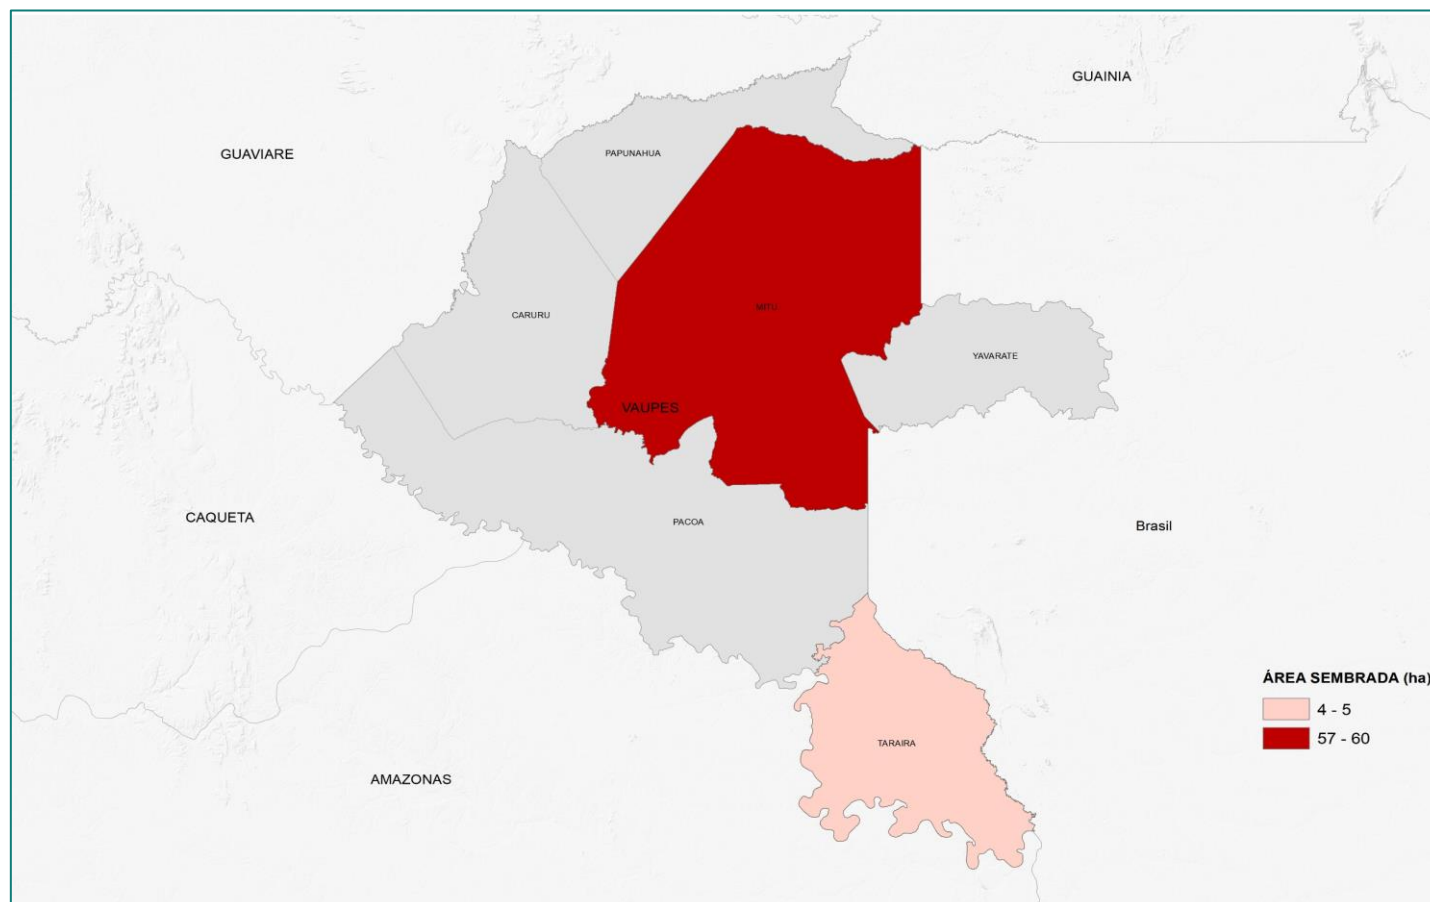 GUAINIA
GUAVIARE
PAPUNAHUA
MITU
CARURU
YAVARATE
VAUPES
CAQUETA
PACOA
Brasil
ÁREA SEMBRADA (ha)
4 - 5
57 - 60
TARAIRA
AMAZONAS